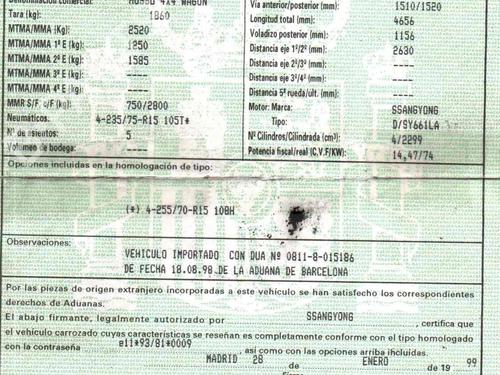 Denominación comercial: MUSSO 4X4 WAGON
Tara (kg): 1860
MTMA/MMA (Kg): 2520
MTMA/MMA 1º E (kg): 1250
MTMA/MMA 2º E (kg): 1585
MTMA/MMA 3º E (kg): ----
MTMA/MMA 4º E (kg): ----
MMR S/F. c/F (kg): 750/2800
Neumáticos: 4-235/75-R15 105T*
Nº de asientos: 5
Volumen de bodega: ----
Vía anterior/posterior (mm): 1510/1520
Longitud total (mm): 4656
Voladizo posterior (mm): 1156
Distancia eje 1º/2º (mm): 2630
Distancia eje 2º/3º (mm): ----
Distancia eje 3º/4º (mm): ----
Distancia 5ª rueda/ult. (mm): ----
Motor: Marca: SSANGYONG
Tipo: D/SY661LA
Nº Cilindros/Cilindrada (cm³): 4/2299
Potencia fiscal/real (C.V.F/KW): 14,47/74
Opciones incluidas en la homologación de tipo:
(*) 4-255/70-R15 108H
Observaciones:
VEHICULO IMPORTADO CON DUA Nº 0811-8-015186
DE FECHA 18.08.98 DE LA ADUANA DE BARCELONA
Por las piezas de origen extranjero incorporadas a este vehículo se han satisfecho los correspondientes
derechos de Aduanas.
El abajo firmante, legalmente autorizado por SSANGYONG , certifica que
el vehículo carrozado cuyas características se reseñan es completamente conforme con el tipo homologado
con la contraseña e11*93/81*0009 , así como con las opciones arriba incluidas.
MADRID 28 de ENERO de 19 99